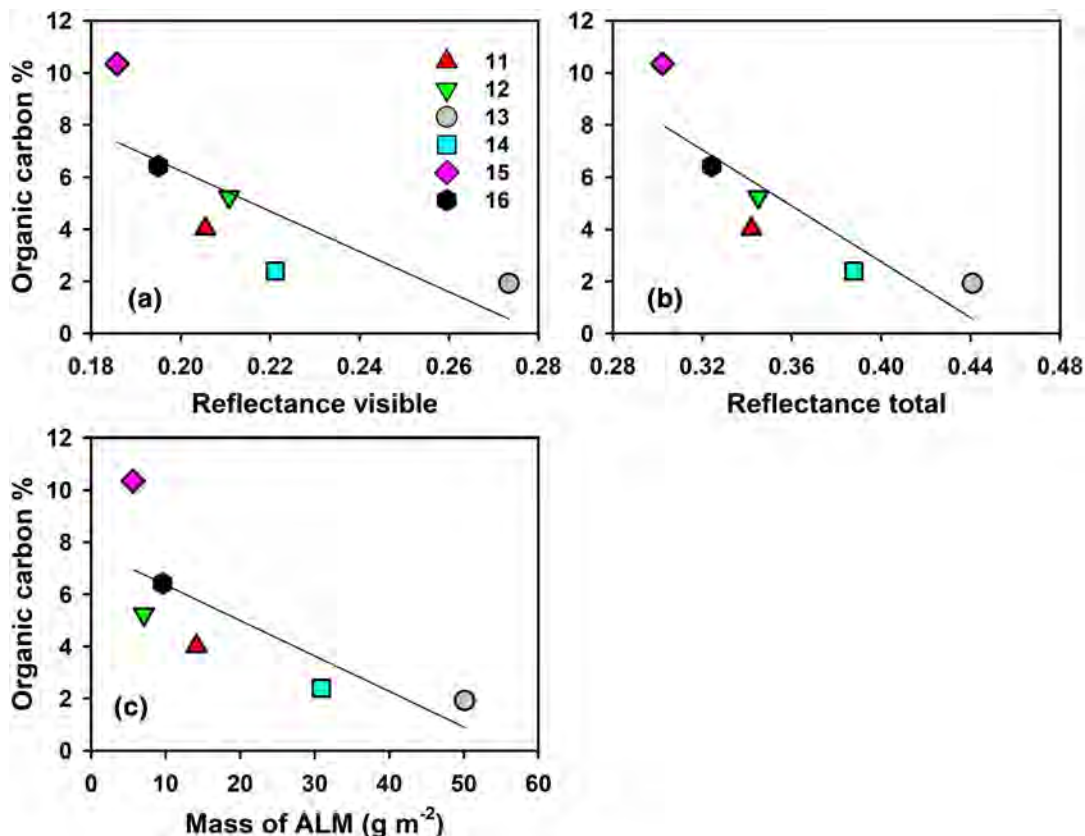 12
10
8
6
4
2
0
Organic carbon %
11
12
13
14
15
16
(a)
0.18 0.20 0.22 0.24 0.26 0.28
Reflectance visible
12
10
8
6
4
2
0
(b)
0.28 0.32 0.36 0.40 0.44 0.48
Reflectance total
12
10
8
6
4
2
0
Organic carbon %
(c)
0 10 20 30 40 50 60
Mass of ALM (g m⁻²)